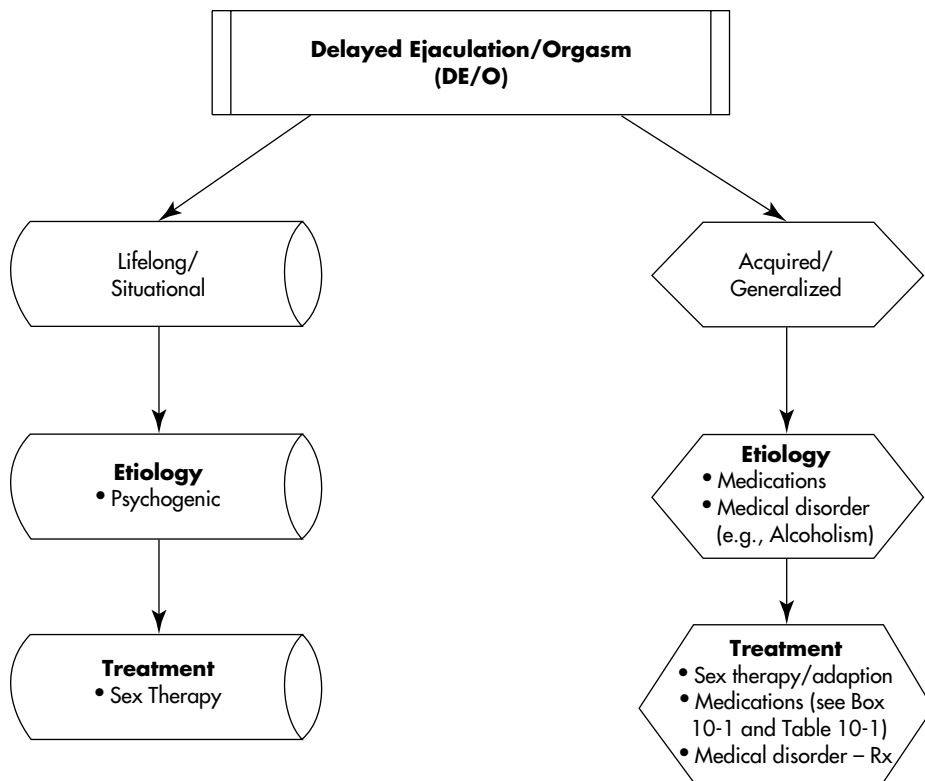 Delayed Ejaculation/Orgasm
(DE/O)
Lifelong/
Situational
Acquired/
Generalized
Etiology
• Psychogenic
Etiology
• Medications
• Medical disorder
(e.g., Alcoholism)
Treatment
• Sex Therapy
Treatment
• Sex therapy/adaption
• Medications (see Box
10-1 and Table 10-1)
• Medical disorder – Rx